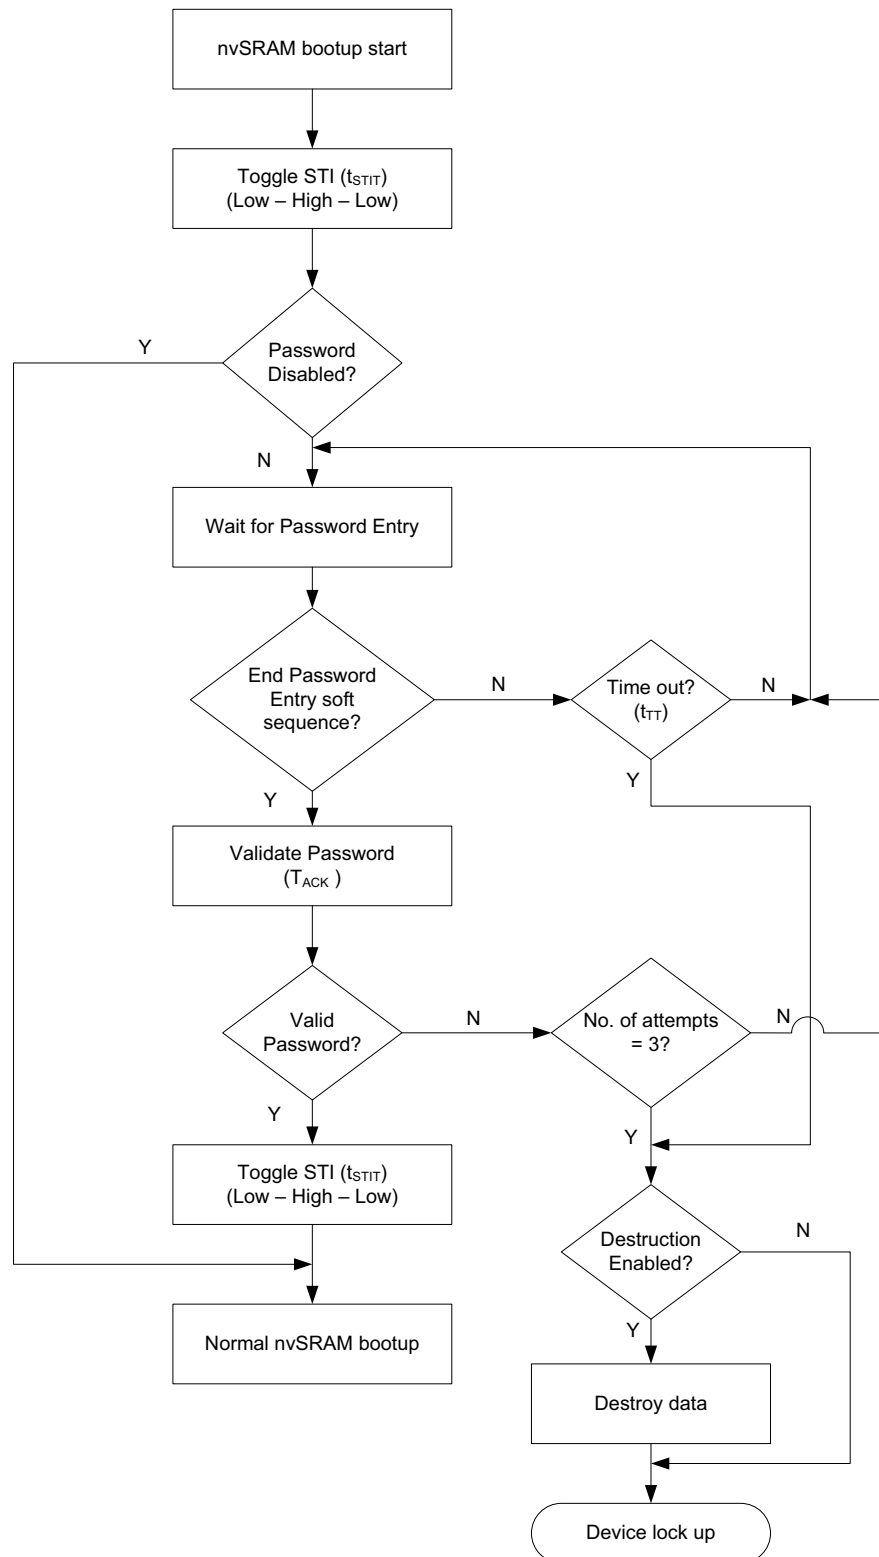 nvSRAM bootup start
Toggle STI (tSTIT)
(Low – High – Low)
Y
Password
Disabled?
N
Wait for Password Entry
End Password
Entry soft
sequence?
N
Time out?
(tTT)
N
Y
Y
Validate Password
(TACK )
Valid
Password?
N
No. of attempts
= 3?
N
Y
Y
Toggle STI (tSTIT)
(Low – High – Low)
Destruction
Enabled?
N
Y
Normal nvSRAM bootup
Destroy data
Device lock up